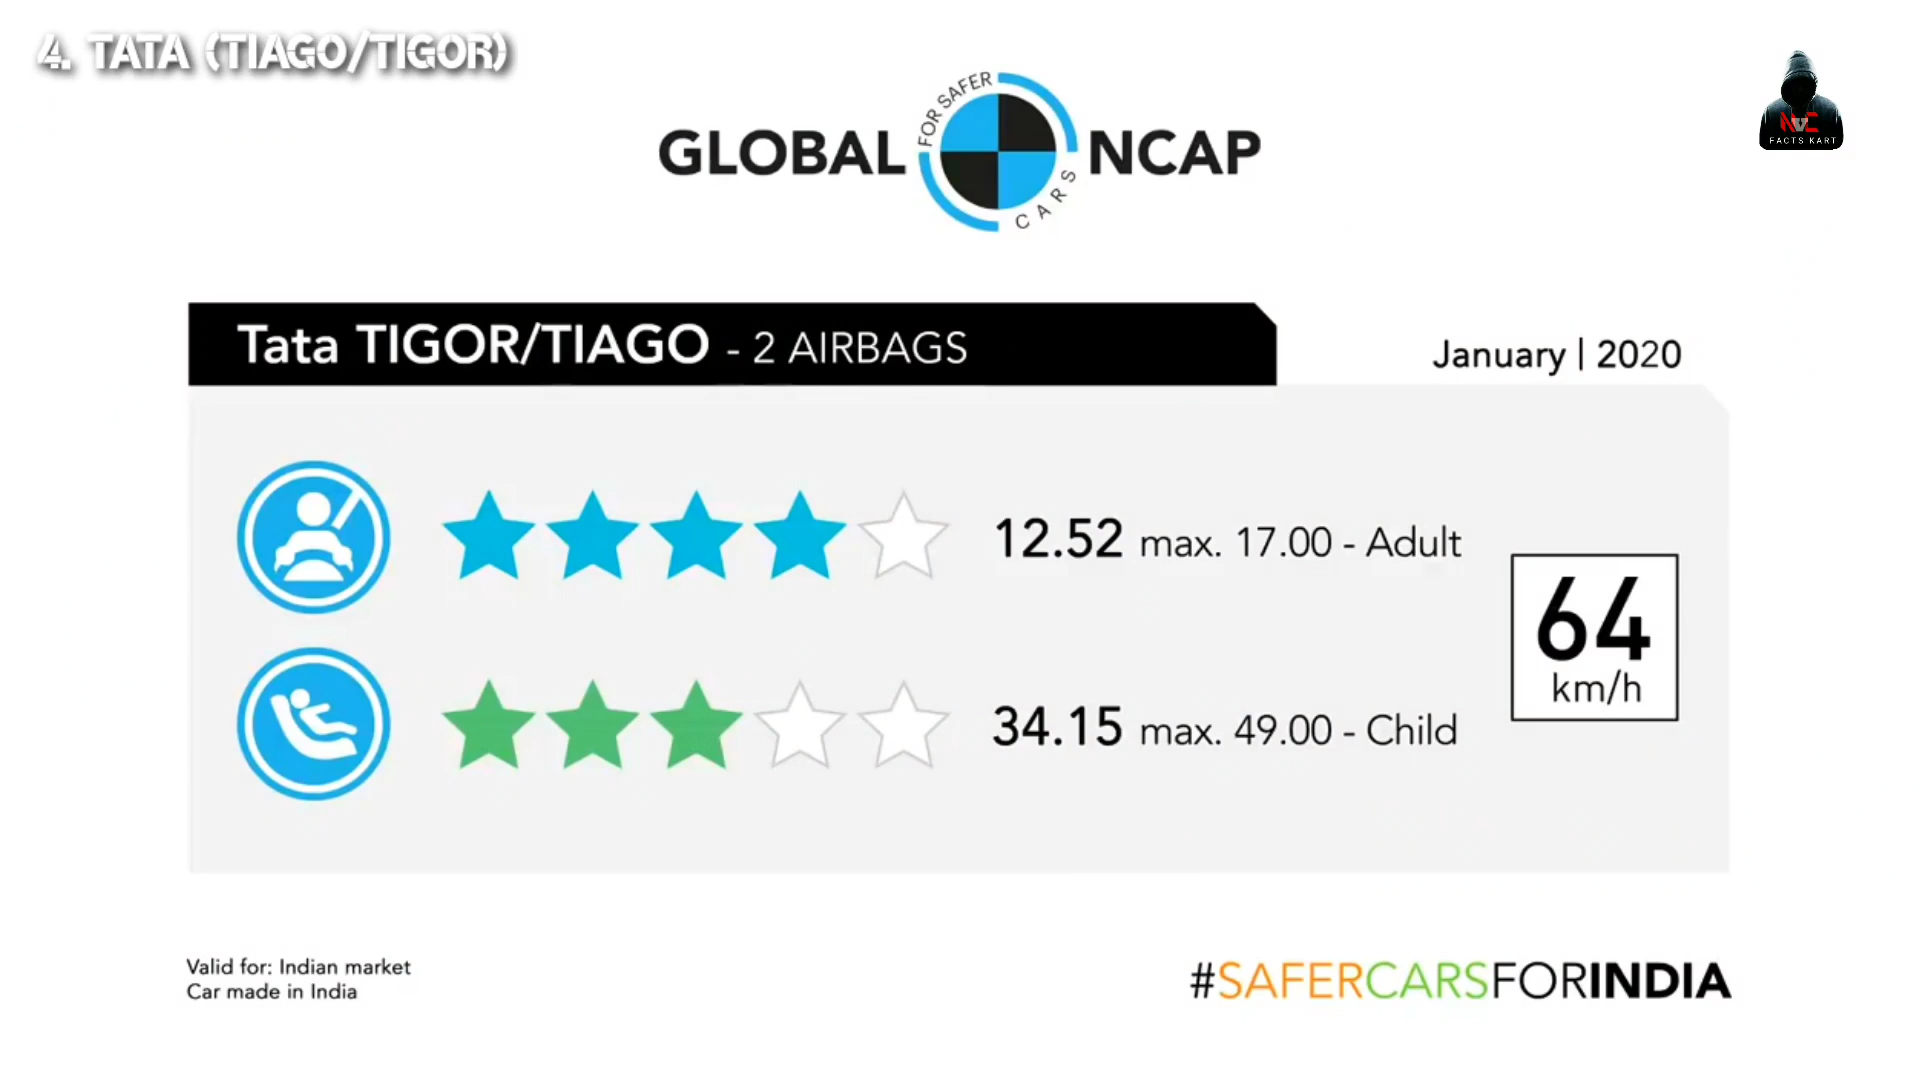 4. TATA (TIAGO/TIGOR)
NVC
FACTS KART
GLOBAL FOR SAFER CARS NCAP
Tata TIGOR/TIAGO - 2 AIRBAGS
January | 2020
12.52 max. 17.00 - Adult
34.15 max. 49.00 - Child
64
km/h
Valid for: Indian market
Car made in India
#SAFERCARSFORINDIA